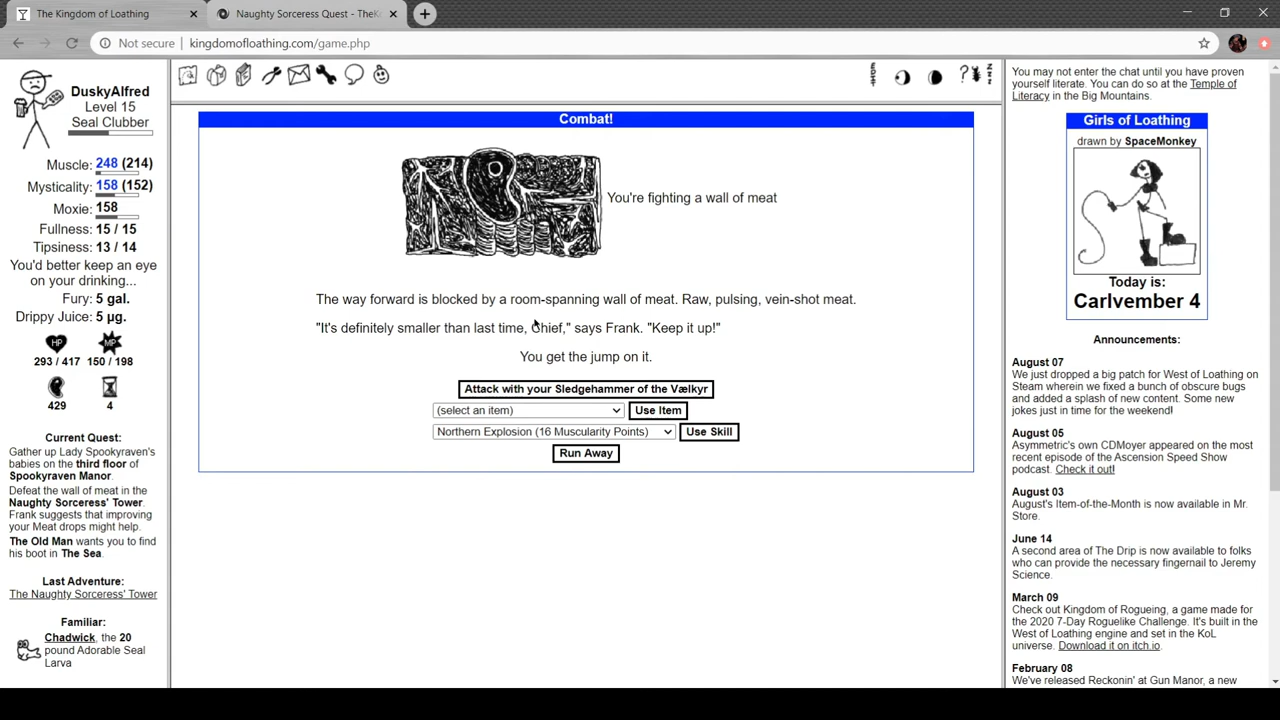 The Kingdom of Loathing
Naughty Sorceress Quest - TheK
Not secure | kingdomofloathing.com/game.php
DuskyAlfred
Level 15
Seal Clubber
Muscle: 248 (214)
Mysticality: 158 (152)
Moxie: 158
Fullness: 15 / 15
Tipsiness: 13 / 14
You'd better keep an eye
on your drinking...
Fury: 5 gal.
Drippy Juice: 5 µg.
HP
MP
293 / 417
150 / 198
429
4
Current Quest:
Gather up Lady Spookyraven's
babies on the third floor of
Spookyraven Manor.
Defeat the wall of meat in the
Naughty Sorceress' Tower.
Frank suggests that improving
your Meat drops might help.
The Old Man wants you to find
his boot in The Sea.
Last Adventure:
The Naughty Sorceress' Tower
Familiar:
Chadwick, the 20
pound Adorable Seal
Larva
Combat!
You're fighting a wall of meat
The way forward is blocked by a room-spanning wall of meat. Raw, pulsing, vein-shot meat.
"It's definitely smaller than last time, Chief," says Frank. "Keep it up!"
You get the jump on it.
Attack with your Sledgehammer of the Vælkyr
(select an item)
Use Item
Northern Explosion (16 Muscularity Points)
Use Skill
Run Away
You may not enter the chat until you have proven
yourself literate. You can do so at the Temple of
Literacy in the Big Mountains.
Girls of Loathing
drawn by SpaceMonkey
Today is:
Carlvember 4
Announcements:
August 07
We just dropped a big patch for West of Loathing on
Steam wherein we fixed a bunch of obscure bugs
and added a splash of new content. Some new
jokes just in time for the weekend!
August 05
Asymmetric's own CDMoyer appeared on the most
recent episode of the Ascension Speed Show
podcast. Check it out!
August 03
August's Item-of-the-Month is now available in Mr.
Store.
June 14
A second area of The Drip is now available to folks
who can provide the necessary fingernail to Jeremy
Science.
March 09
Check out Kingdom of Rogueing, a game made for
the 2020 7-Day Roguelike Challenge. It's built in the
West of Loathing engine and set in the KoL
universe. Download it on itch.io.
February 08
We've released Reckonin' at Gun Manor, a new